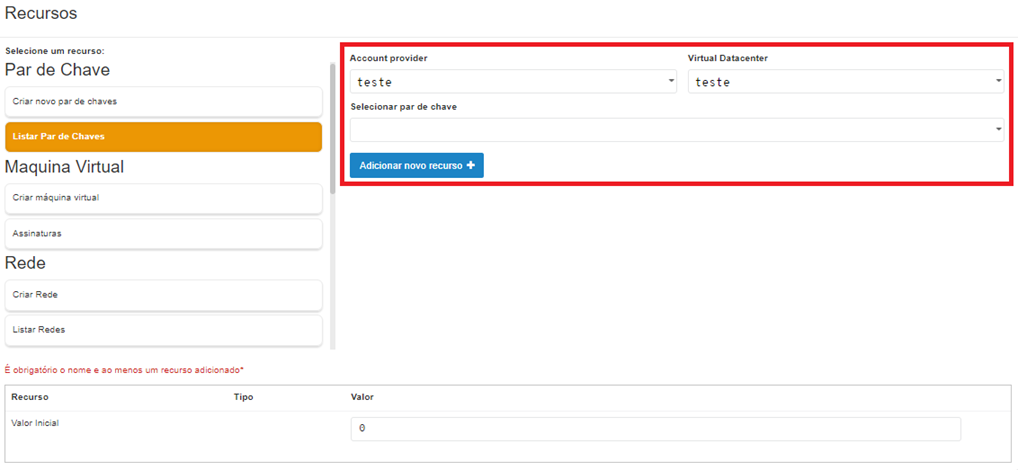 Recursos
Selecione um recurso:
Par de Chave
Criar novo par de chaves
Listar Par de Chaves
Maquina Virtual
Criar máquina virtual
Assinaturas
Rede
Criar Rede
Listar Redes
Account provider
Virtual Datacenter
teste
teste
Selecionar par de chave
Adicionar novo recurso +
È obrigatório o nome e ao menos um recurso adicionado*
Recurso Tipo Valor
Valor Inicial 0